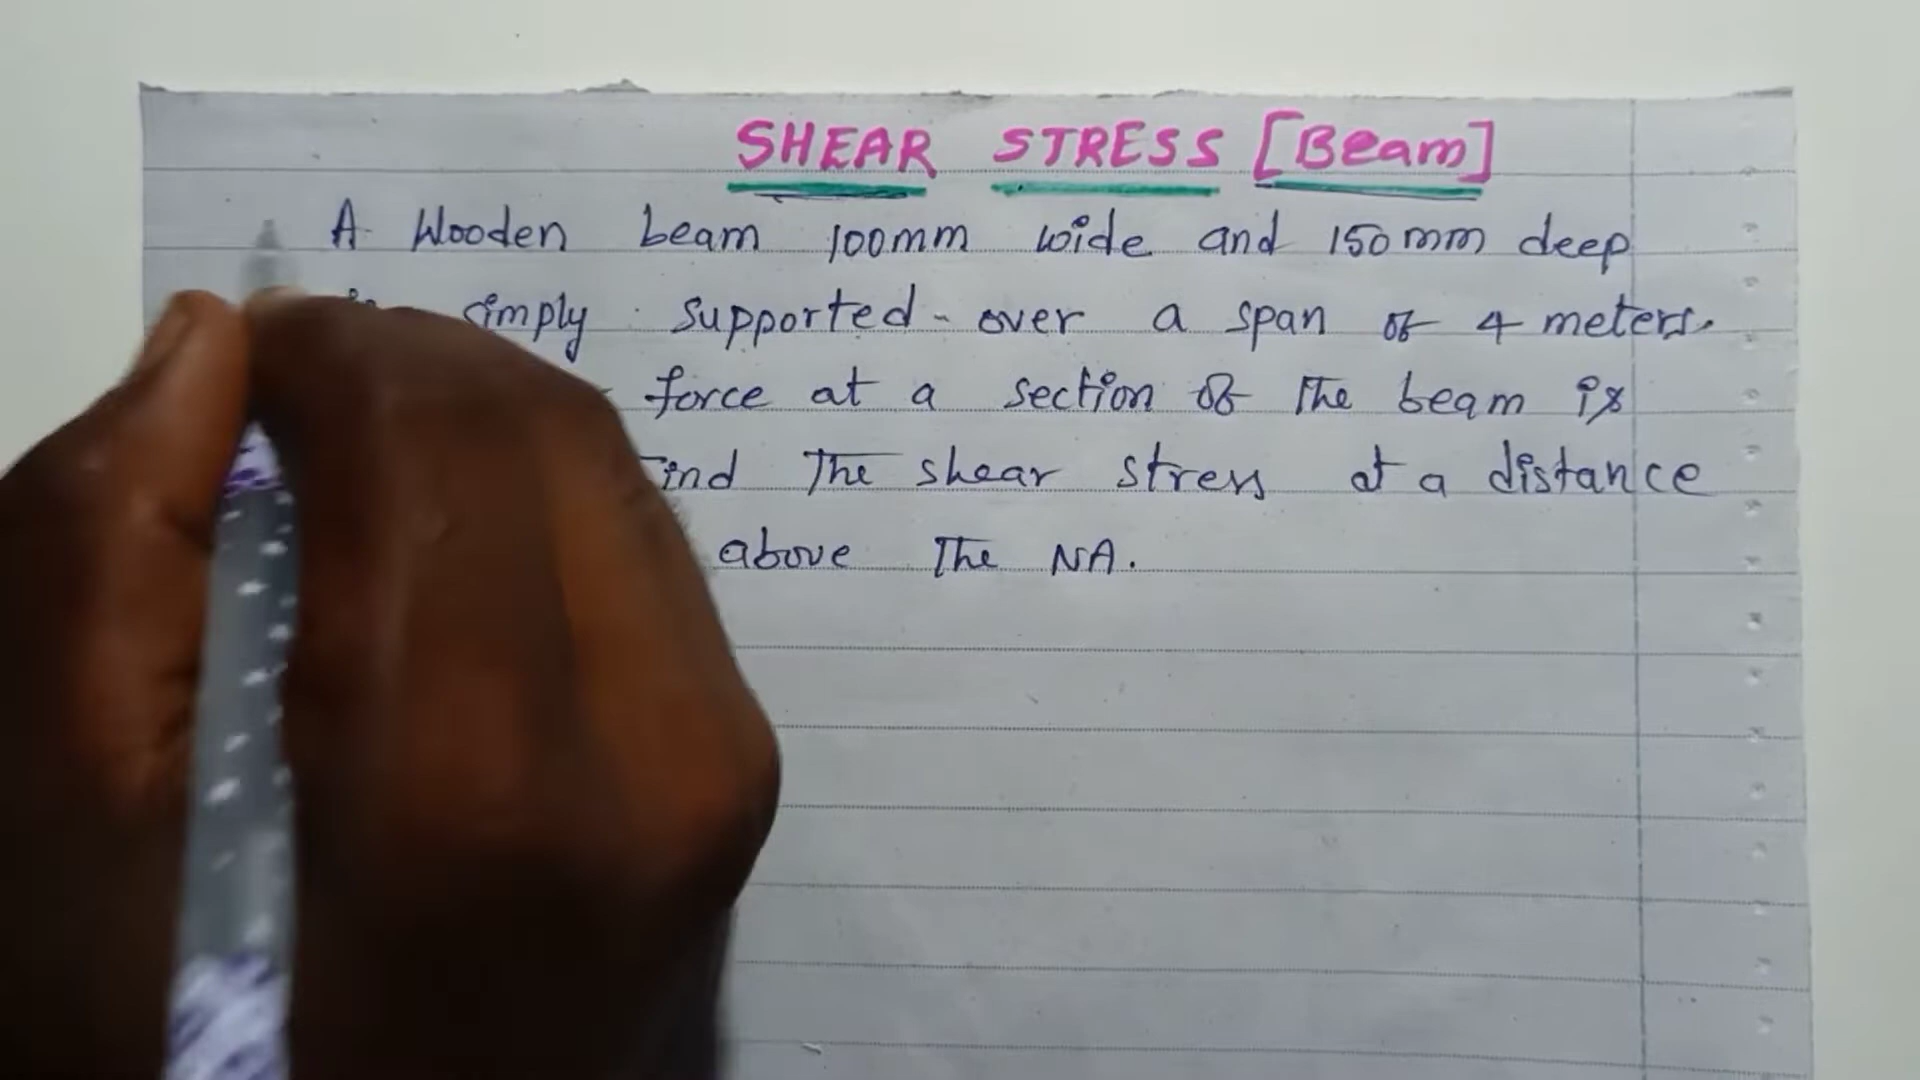 SHEAR STRESS [Beam]
A Wooden beam 100mm wide and 150mm deep
simply supported over a span of 4 meters.
force at a section of the beam is
the shear stress at a distance
above the NA.